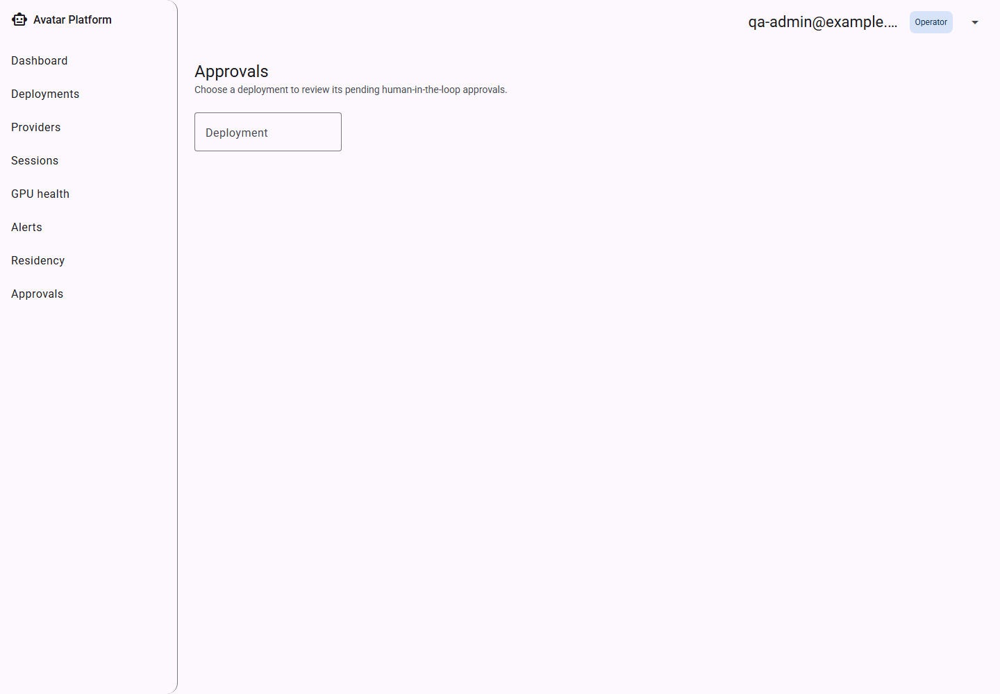 Avatar Platform
Dashboard
Deployments
Providers
Sessions
GPU health
Alerts
Residency
Approvals
qa-admin@example....
Operator
Approvals
Choose a deployment to review its pending human-in-the-loop approvals.
Deployment